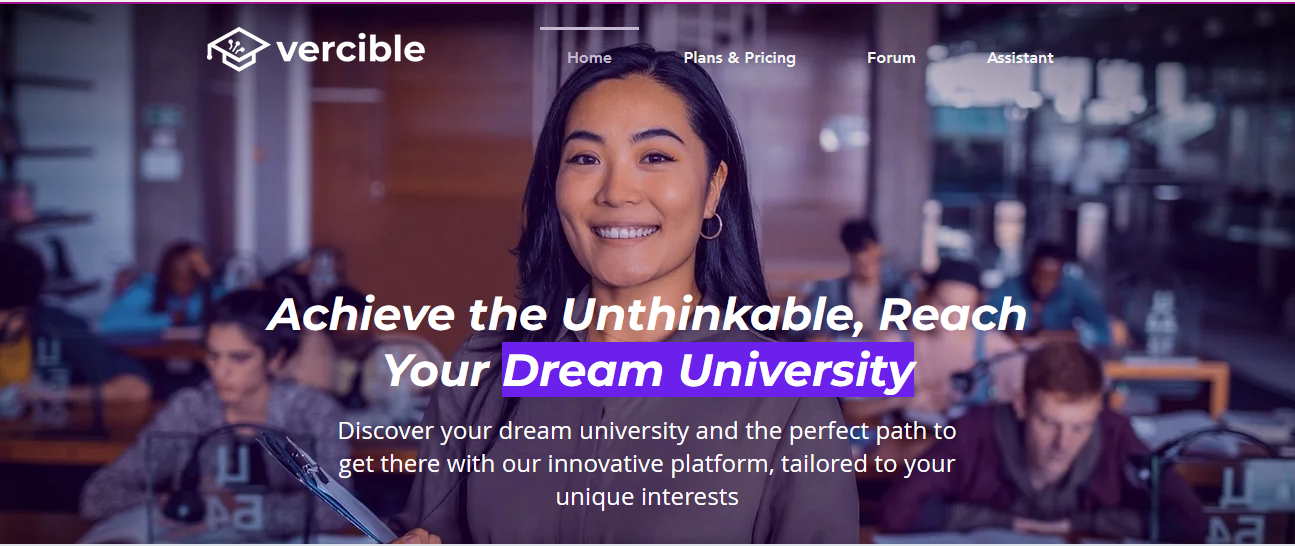 vercible
Home
Plans & Pricing
Forum
Assistant
Achieve the Unthinkable, Reach
Your Dream University
Discover your dream university and the perfect path to
get there with our innovative platform, tailored to your
unique interests